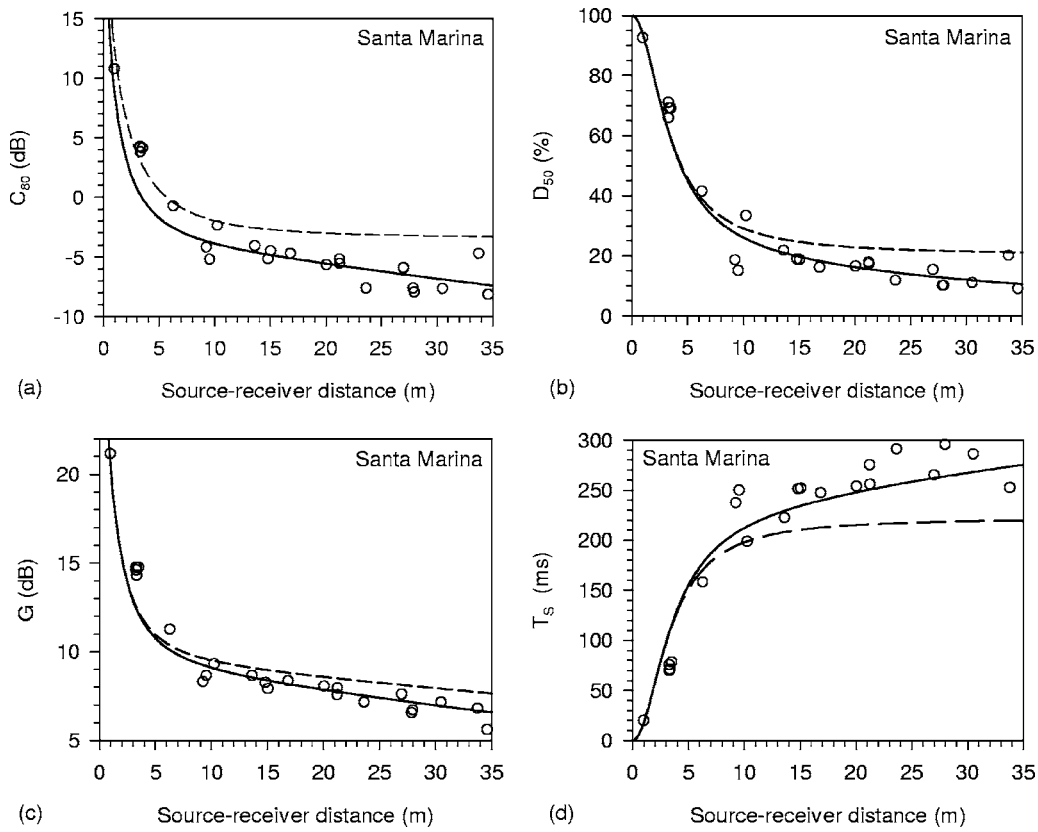 15
10
5
0
-5
-10
C80 (dB)
Santa Marina
0 5 10 15 20 25 30 35
(a) Source-receiver distance (m)
100
80
60
40
20
0
D50 (%)
Santa Marina
0 5 10 15 20 25 30 35
(b) Source-receiver distance (m)
20
15
10
5
G (dB)
Santa Marina
0 5 10 15 20 25 30 35
(c) Source-receiver distance (m)
300
250
200
150
100
50
0
TS (ms)
Santa Marina
0 5 10 15 20 25 30 35
(d) Source-receiver distance (m)